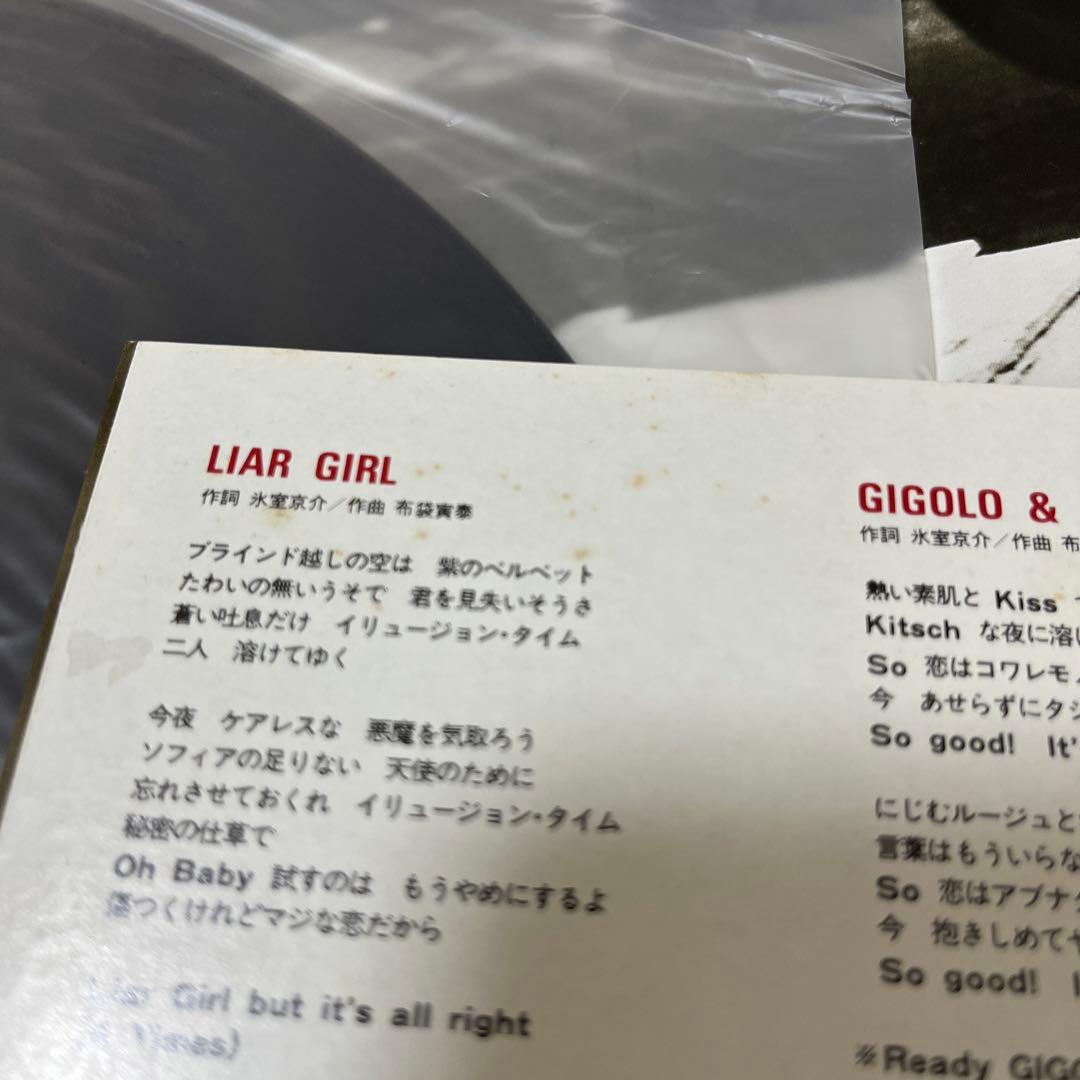 LIAR GIRL
作詞 氷室京介／作曲 布袋寅泰
ブラインド越しの空は 紫のベルベット
たわいの無いうそで 君を見失いそうさ
蒼い吐息だけ イリュージョン・タイム
二人 溶けてゆく
今夜 ケアレスな 悪魔を気取ろう
ソフィアの足りない 天使のために
忘れさせておくれ イリュージョン・タイム
秘密の仕草で
Oh Baby 試すのは もうやめにするよ
傷つくけれどマジな恋だから
Girl but it's all right
Times)
GIGOLO &
作詞 氷室京介／作曲 布
熱い素肌と Kiss
Kitsch な夜に溶け
So 恋はコワレモノ
今 あせらずにタ
So good! It'
にじむルージュと
言葉はもういらな
So 恋はアブナ
今 抱きしめて
So good!
※Ready GIGO